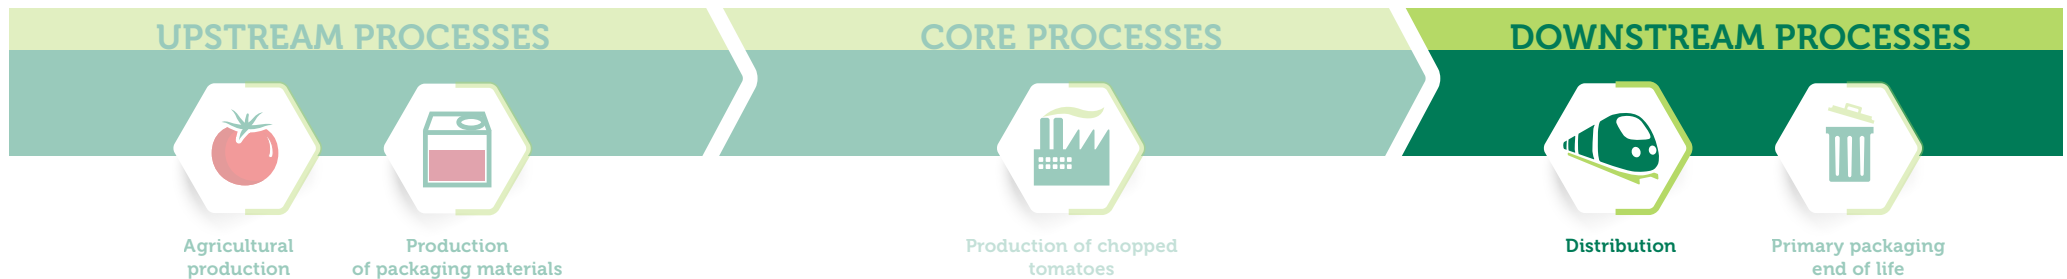 UPSTREAM PROCESSES
CORE PROCESSES
DOWNSTREAM PROCESSES
Agricultural
production
Production
of packaging materials
Production of chopped
tomatoes
Distribution
Primary packaging
end of life